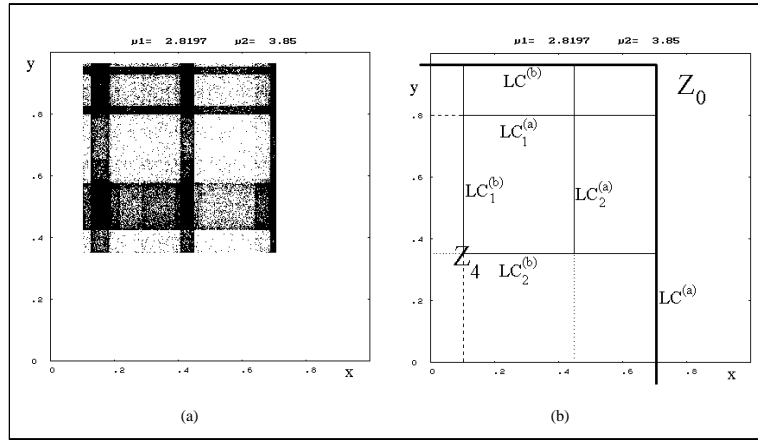 μ1= 2.8197 μ2= 3.85
y
.8
.6
.4
.2
0
0 .2 .4 .6 .8
x
(a)
μ1= 2.8197 μ2= 3.85
y
LC(b)
Z0
.8
LC1(a)
.6
LC1(b)
LC2(a)
.4
Z4
LC2(b)
.2
LC(a)
0
0 .2 .4 .6 .8
x
(b)